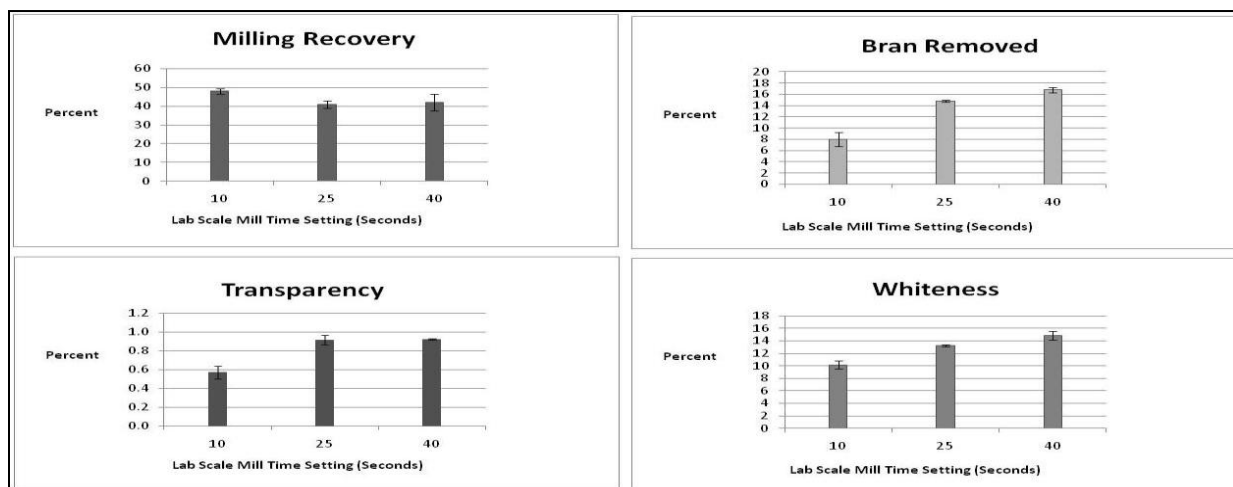 Milling Recovery
Percent
60
50
40
30
20
10
0
10 25 40
Lab Scale Mill Time Setting (Seconds)
Bran Removed
Percent
20
18
16
14
12
10
8
6
4
2
0
10 25 40
Lab Scale Mill Time Setting (Seconds)
Transparency
Percent
1.2
1.0
0.8
0.6
0.4
0.2
0.0
10 25 40
Lab Scale Mill Time Setting (Seconds)
Whiteness
Percent
18
16
14
12
10
8
6
4
2
0
10 25 40
Lab Scale Mill Time Setting (Seconds)